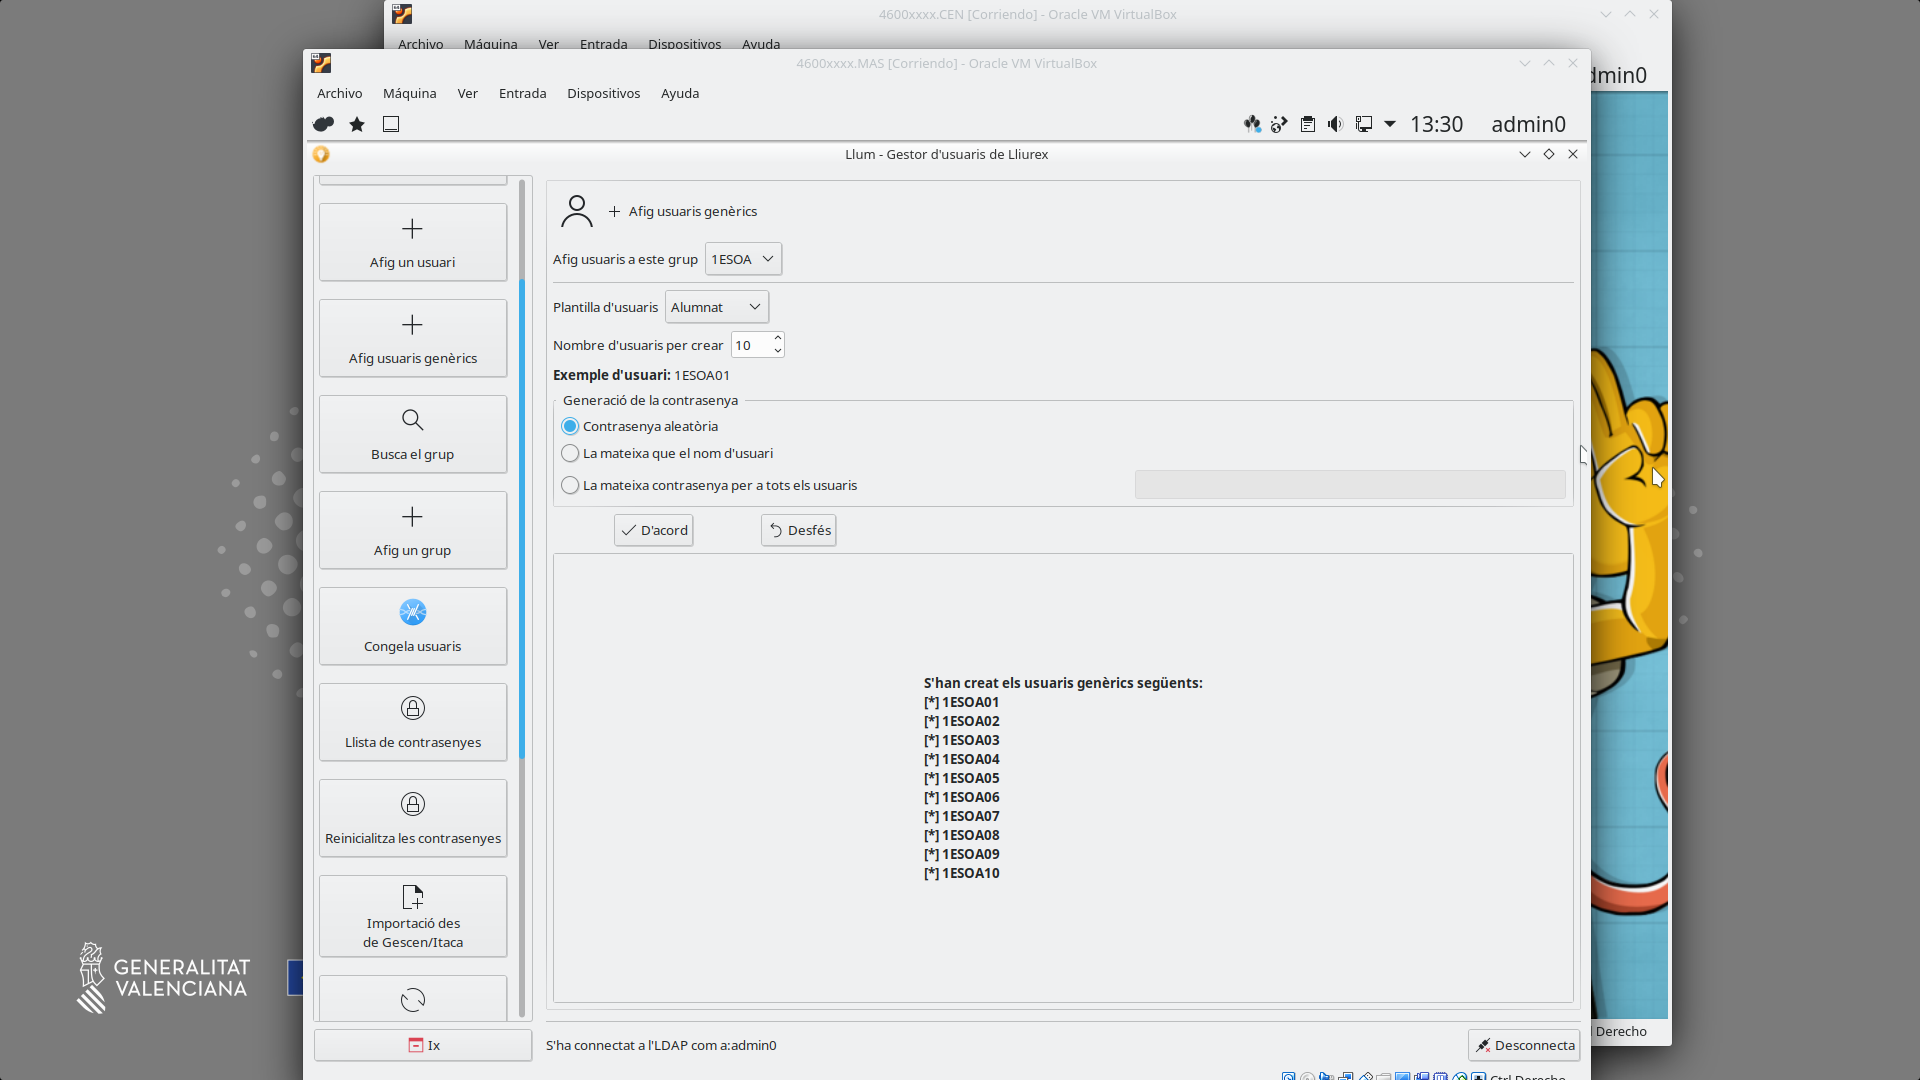 4600xxxx.CEN [Corriendo] - Oracle VM VirtualBox
Archivo Máquina Ver Entrada Dispositivos Ayuda
4600xxxx.MAS [Corriendo] - Oracle VM VirtualBox
Archivo Máquina Ver Entrada Dispositivos Ayuda
13:30 admin0
Llum - Gestor d'usuaris de Lliurex
Afig un usuari
Afig usuaris genèrics
Busca el grup
Afig un grup
Congela usuaris
Llista de contrasenyes
Reinicialitza les contrasenyes
Importació des
de Gescen/Itaca
Ix
Afig usuaris genèrics
Afig usuaris a este grup 1ESOA
Plantilla d'usuaris Alumnat
Nombre d'usuaris per crear 10
Exemple d'usuari: 1ESOA01
Generació de la contrasenya
Contrasenya aleatòria
La mateixa que el nom d'usuari
La mateixa contrasenya per a tots els usuaris
D'acord Desfés
S'han creat els usuaris genèrics següents:
[*] 1ESOA01
[*] 1ESOA02
[*] 1ESOA03
[*] 1ESOA04
[*] 1ESOA05
[*] 1ESOA06
[*] 1ESOA07
[*] 1ESOA08
[*] 1ESOA09
[*] 1ESOA10
S'ha connectat a l'LDAP com a:admin0
Desconnecta
Ctrl Derecho
dmin0
Derecho
GENERALITAT
VALENCIANA